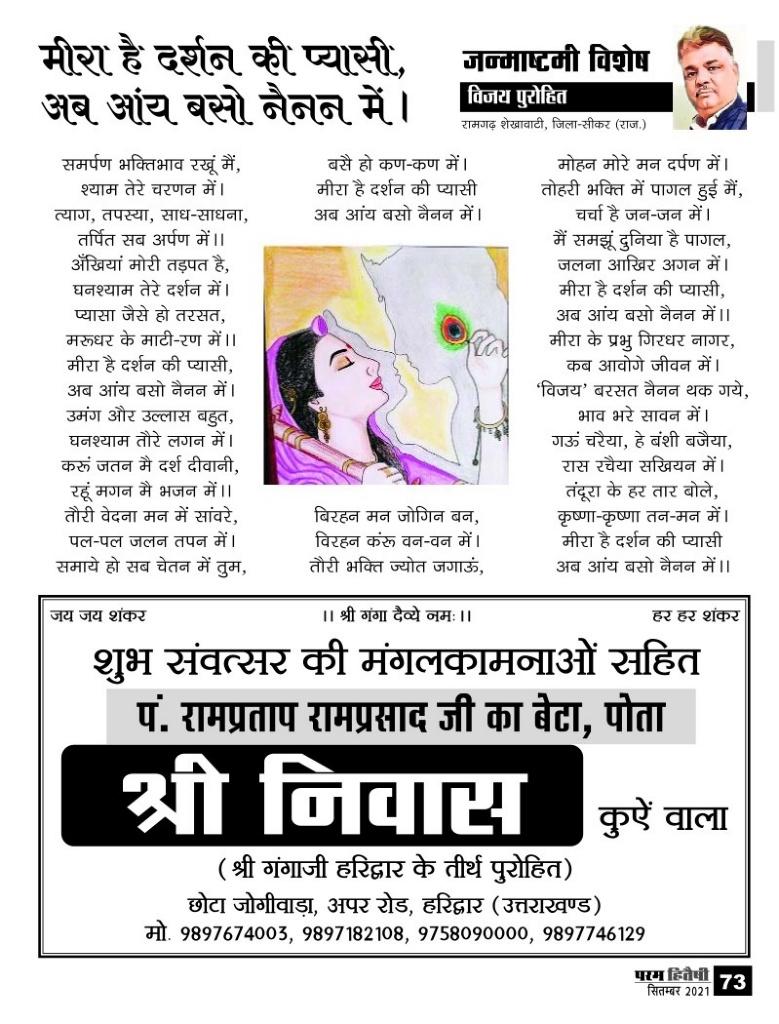 मीरा है दर्शन की प्यासी,
अब आंय बसो नैनन में।
जन्माष्टमी विशेष
विजय पुरोहित
रामगढ़ शेखावाटी, जिला-सीकर (राज.)
समर्पण भक्तिभाव रखूं मैं,
श्याम तेरे चरणन में।
त्याग, तपस्या, साध-साधना,
तर्पित सब अर्पण में।।
अँखियां मोरी तड़पत है,
घनश्याम तेरे दर्शन में।
प्यासा जैसे हो तरसत,
मरूधर के माटी-रण में।।
मीरा है दर्शन की प्यासी,
अब आंय बसो नैनन में।
उमंग और उल्लास बहुत,
घनश्याम तौरे लगन में।
करूं जतन मै दर्श दीवानी,
रहूं मगन मै भजन में।।
तौरी वेदना मन में सांवरे,
पल-पल जलन तपन में।
समाये हो सब चेतन में तुम,
बसै हो कण-कण में।
मीरा है दर्शन की प्यासी
अब आंय बसो नैनन में।
बिरहन मन जोगिन बन,
विरहन करूं वन-वन में।
तौरी भक्ति ज्योत जगाऊं,
मोहन मोरे मन दर्पण में।
तोहरी भक्ति में पागल हुई मैं,
चर्चा है जन-जन में।
मैं समझूं दुनिया है पागल,
जलना आखिर अगन में।
मीरा है दर्शन की प्यासी,
अब आंय बसो नैनन में।।
मीरा के प्रभु गिरधर नागर,
कब आवोगे जीवन में।
‘विजय’ बरसत नैनन थक गये,
भाव भरे सावन में।
गऊं चरैया, हे बंशी बजैया,
रास रचैया सखियन में।
तंदूरा के हर तार बोले,
कृष्णा-कृष्णा तन-मन में।
मीरा है दर्शन की प्यासी
अब आंय बसो नैनन में।।
जय जय शंकर
।। श्री गंगा दैव्ये नमः।।
हर हर शंकर
शुभ संवत्सर की मंगलकामनाओं सहित
पं. रामप्रताप रामप्रसाद जी का बेटा, पोता
श्री निवास
कुऐं वाला
(श्री गंगाजी हरिद्वार के तीर्थ पुरोहित)
छोटा जोगीवाड़ा, अपर रोड, हरिद्वार (उत्तराखण्ड)
मो. 9897674003, 9897182108, 9758090000, 9897746129
परम हितैषी
सितम्बर 2021
73